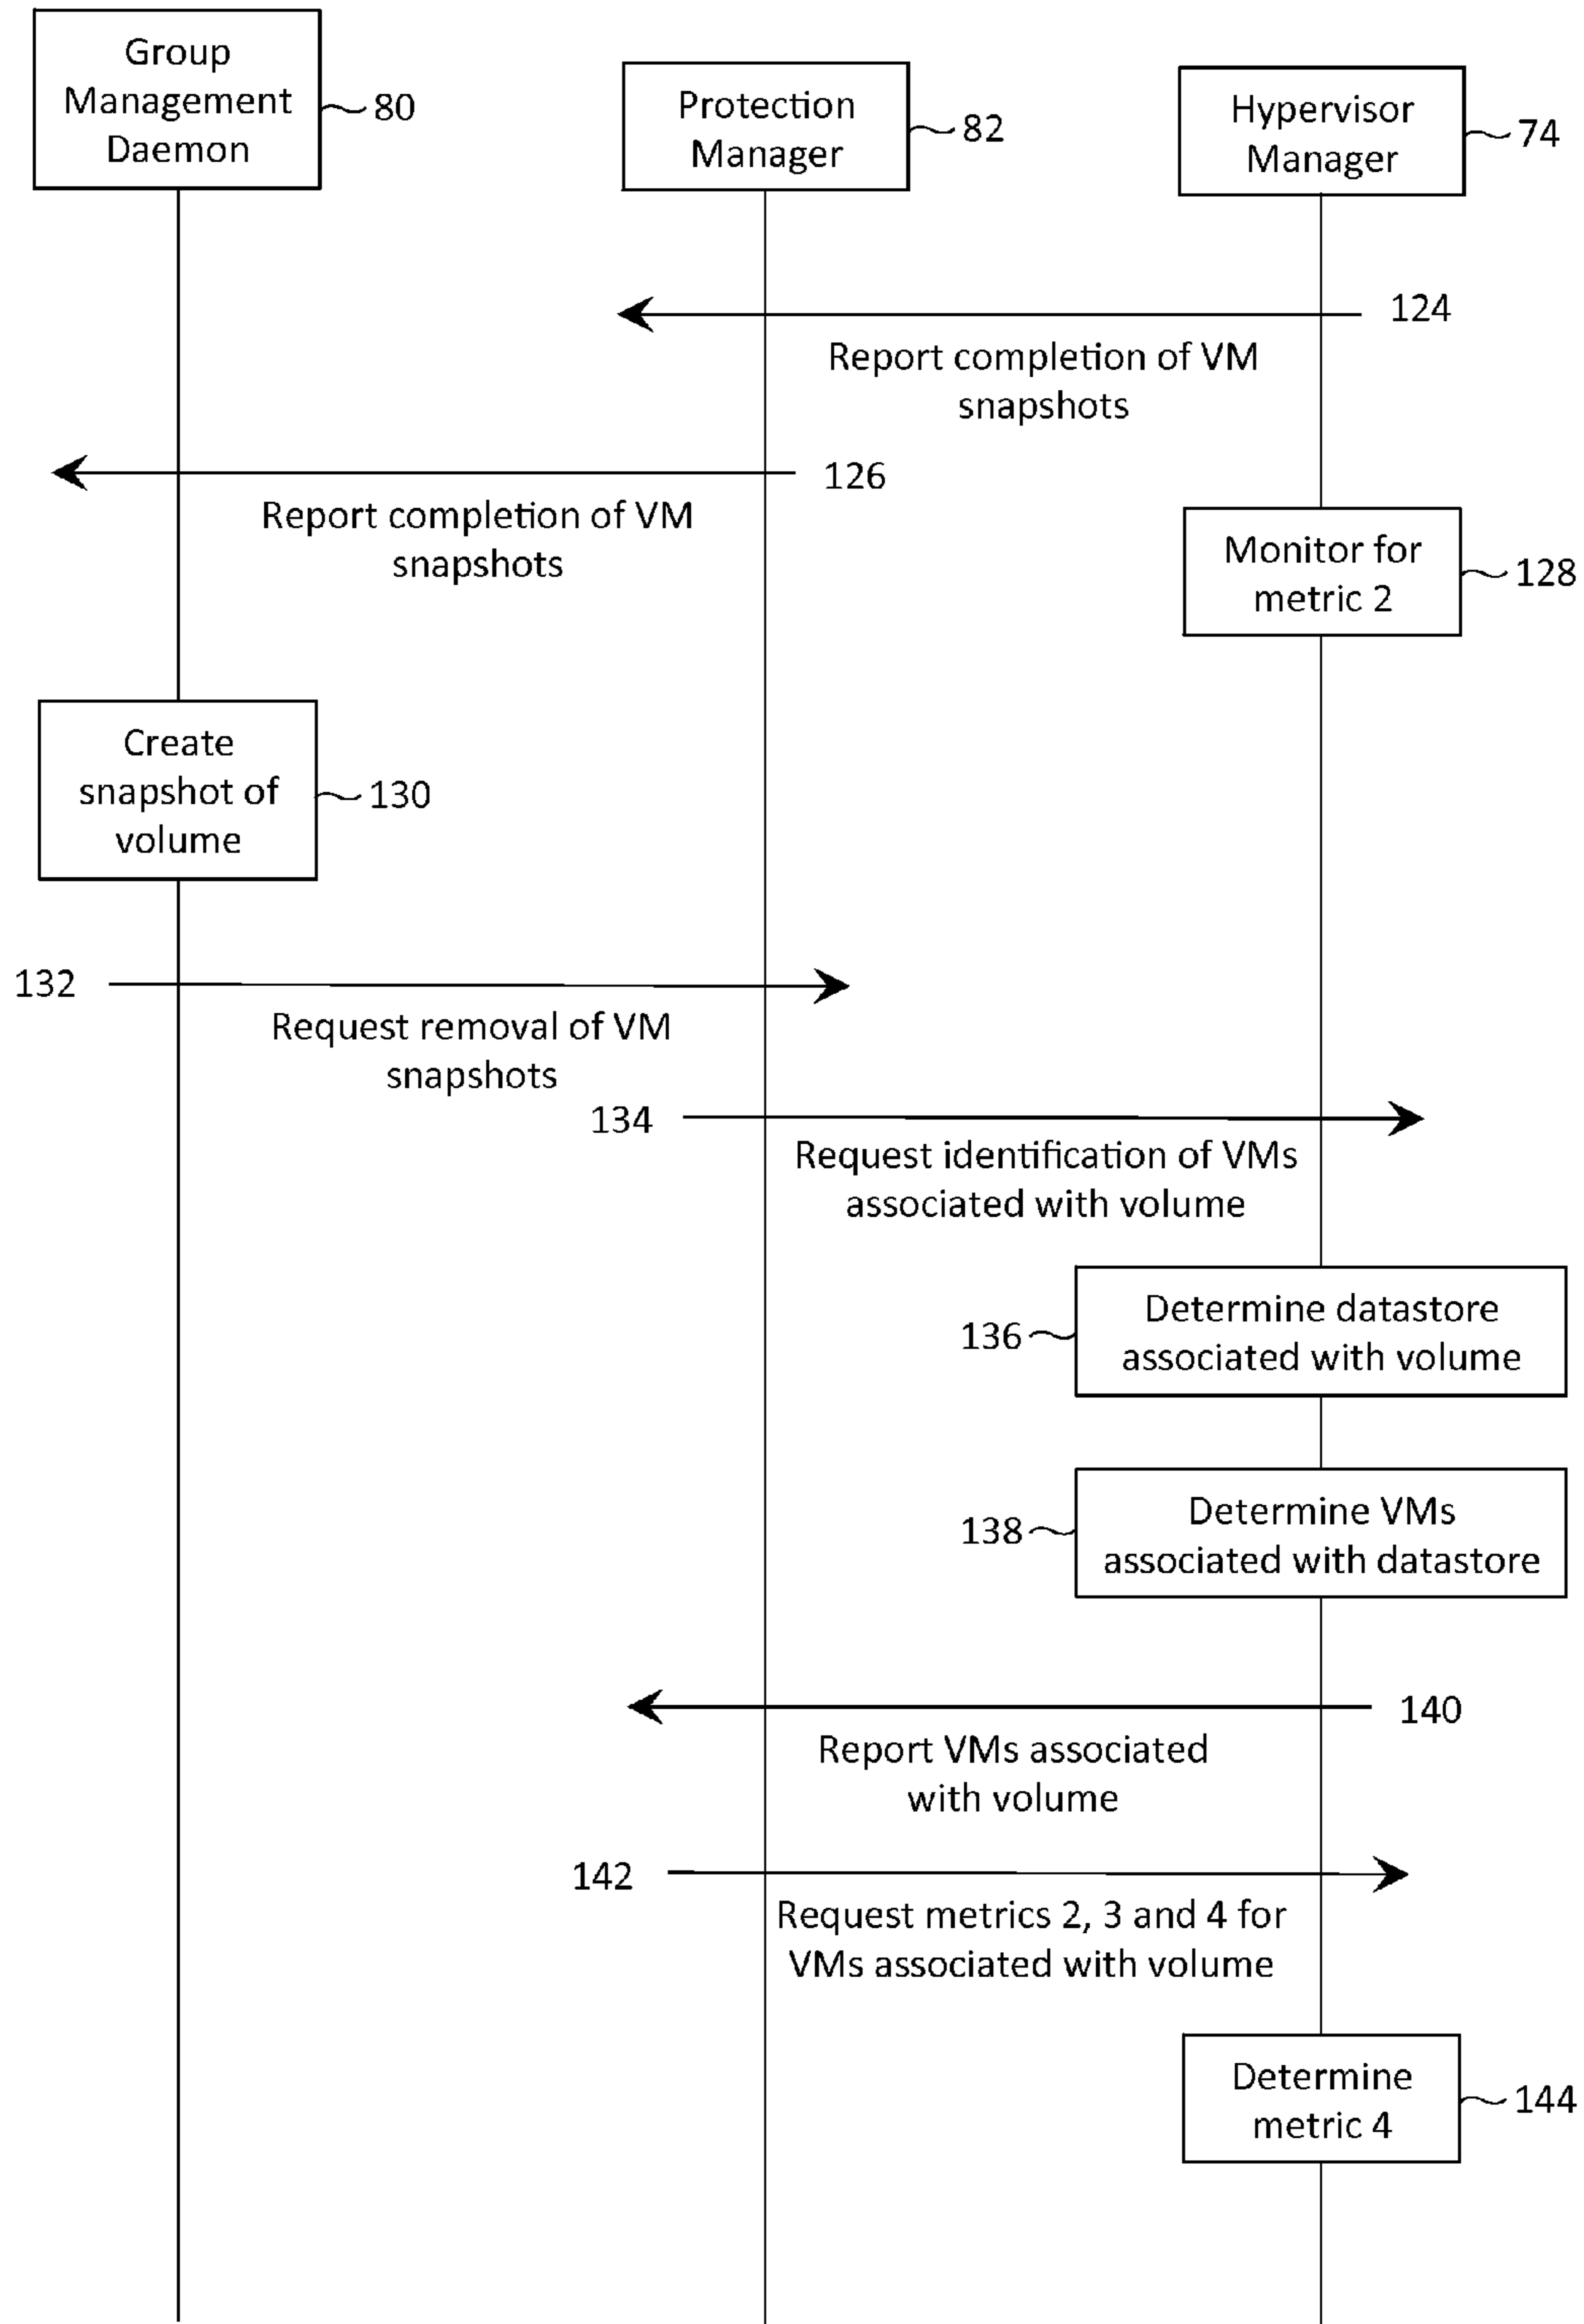 Group
Management
Daemon
80
Protection
Manager
82
Hypervisor
Manager
74
124
Report completion of VM
snapshots
126
Report completion of VM
snapshots
Monitor for
metric 2
128
Create
snapshot of
volume
130
132
Request removal of VM
snapshots
134
Request identification of VMs
associated with volume
136
Determine datastore
associated with volume
138
Determine VMs
associated with datastore
140
Report VMs associated
with volume
142
Request metrics 2, 3 and 4 for
VMs associated with volume
Determine
metric 4
144